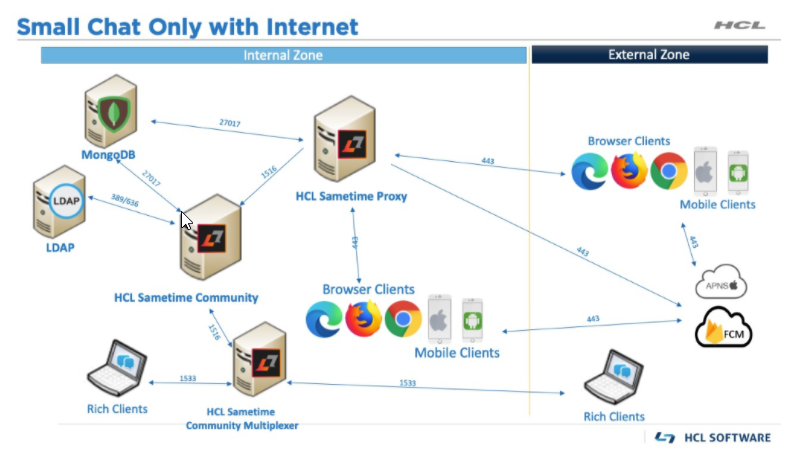 Small Chat Only with Internet
HCL
Internal Zone
External Zone
MongoDB
27017
27017
1516
HCL Sametime Proxy
443
Browser Clients
Mobile Clients
LDAP
LDAP
389/636
HCL Sametime Community
443
443
443
APNS
FCM
Browser Clients
Mobile Clients
443
1516
Rich Clients
1533
HCL Sametime
Community Multiplexer
1533
Rich Clients
HCL SOFTWARE